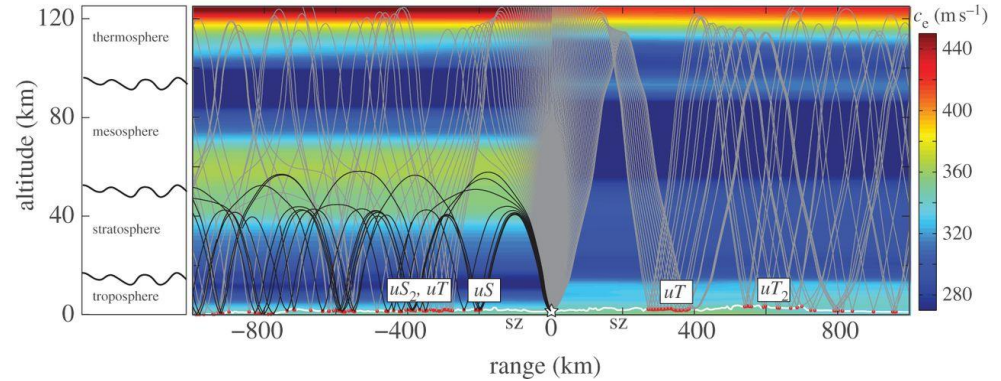 120
80
40
0
altitude (km)
thermosphere
mesosphere
stratosphere
troposphere
uS₂, uT
uS
uT
uT₂
sz
sz
−800
−400
0
400
800
range (km)
cₑ (m s⁻¹)
440
400
360
320
280